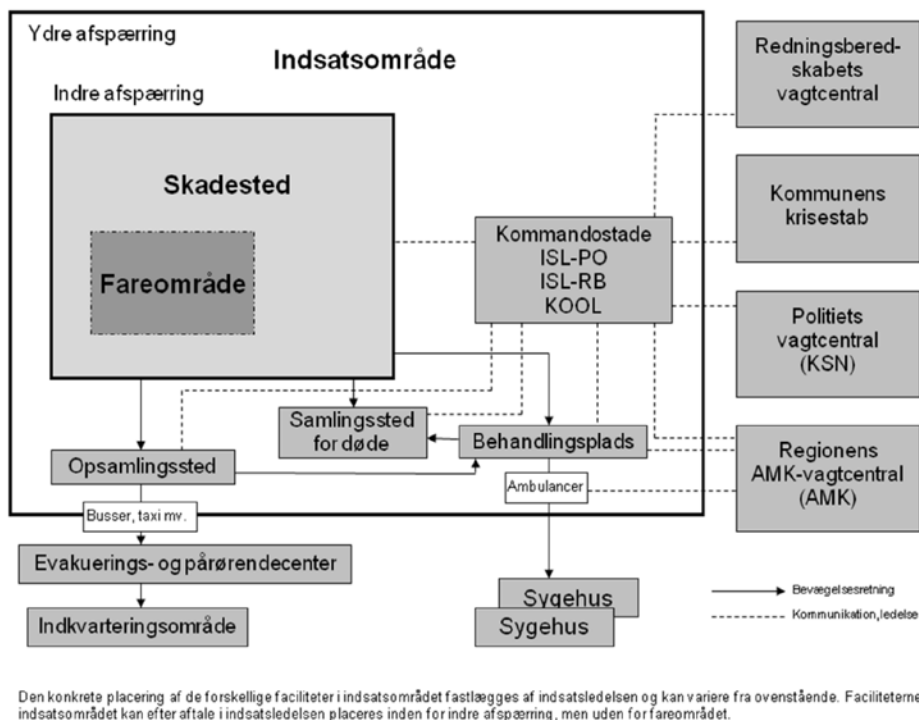 Ydre afspærring
Indsatsområde
Indre afspærring
Skadested
Fareområde
Kommandostade
ISL-PO
ISL-RB
KOOL
Redningsbered-
skabets
vagtcentral
Kommunens
krisestab
Politiets
vagtcentral
(KSN)
Regionens
AMK-vagtcentral
(AMK)
Samlingssted
for døde
Behandlingsplads
Opsamlingssted
Ambulancer
Busser, taxi mv.
Evakuerings- og pårørendecenter
Indkvarteringsområde
Sygehus
Sygehus
Bevægelsesretning
Kommunikation,ledelse
Den konkrete placering af de forskellige faciliteter i indsatsområdet fastlægges af indsatsledelsen og kan variere fra ovenstående. Faciliteterne
indsatsområdet kan efter aftale i indsatsledelsen placeres inden for indre afspærring, men uden for fareområdet.